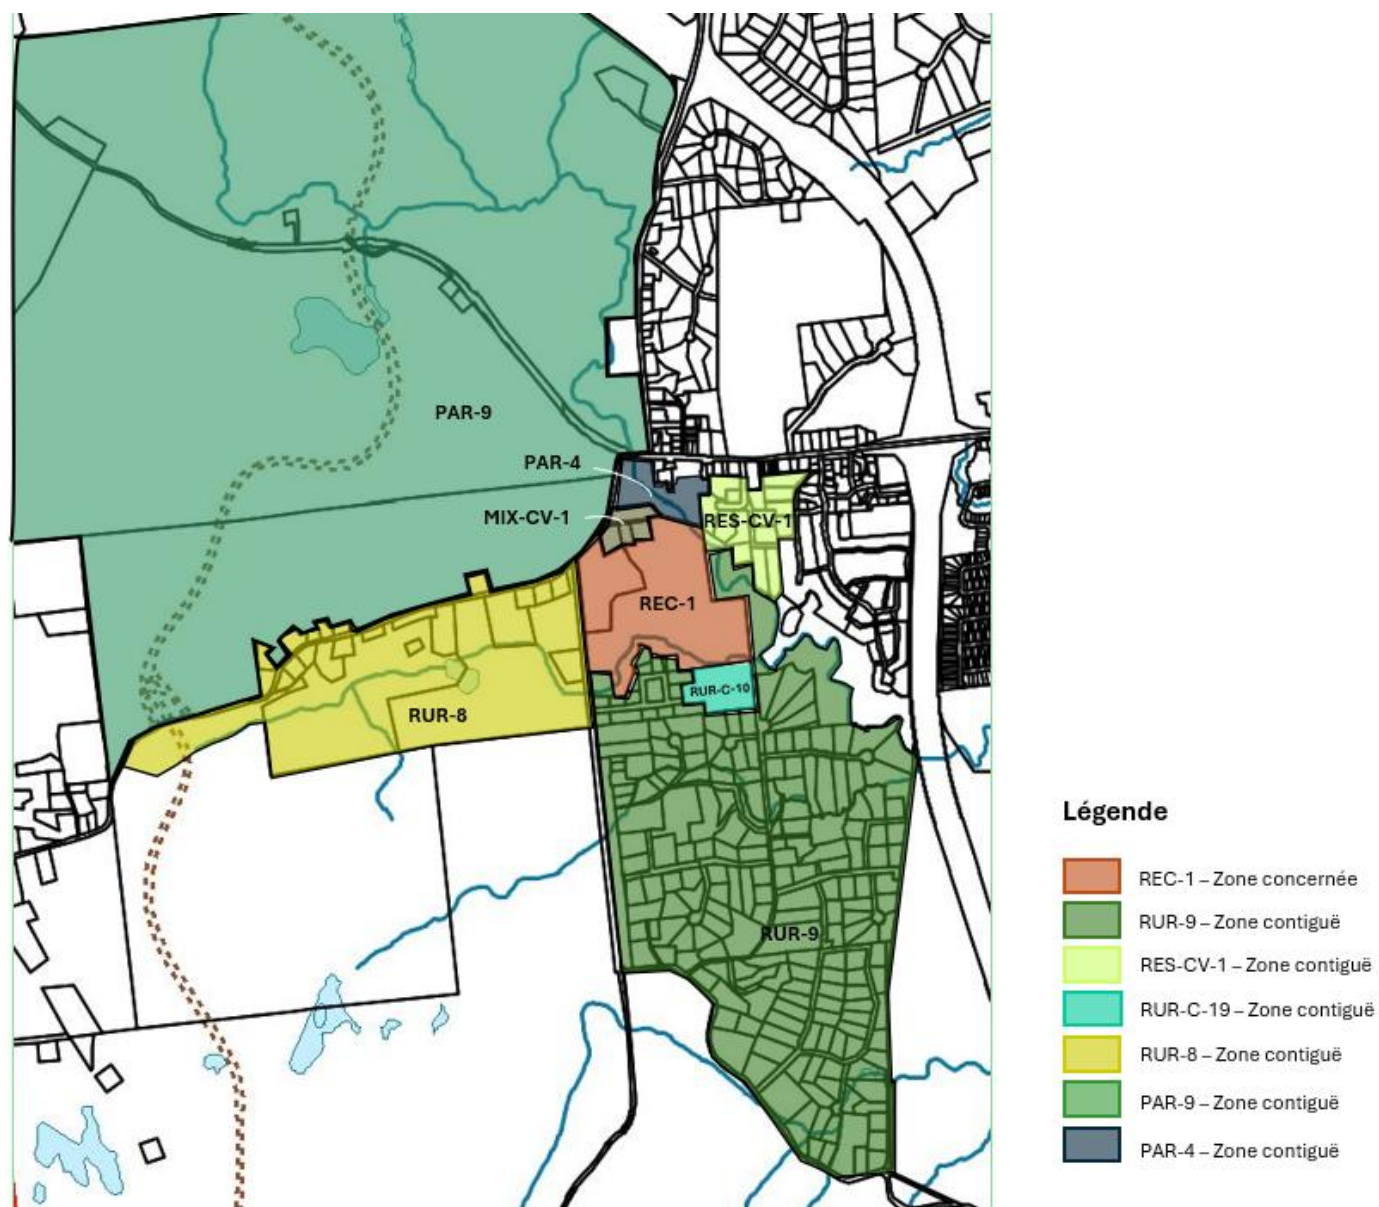 PAR-9
PAR-4
MIX-CV-1
RES-CV-1
REC-1
RUR-C-10
RUR-8
RUR-9
Légende
REC-1 – Zone concernée
RUR-9 – Zone contiguë
RES-CV-1 – Zone contiguë
RUR-C-19 – Zone contiguë
RUR-8 – Zone contiguë
PAR-9 – Zone contiguë
PAR-4 – Zone contiguë